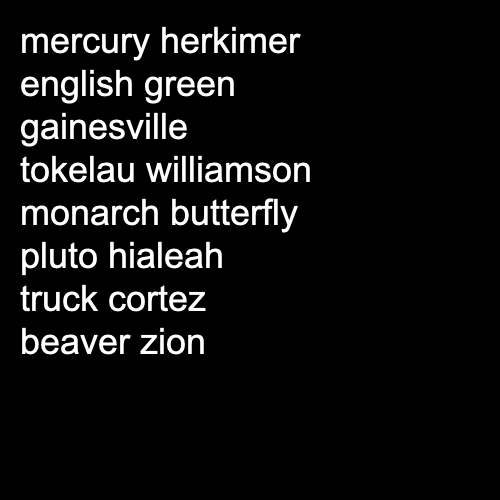 mercury herkimer
english green
gainesville
tokelau williamson
monarch butterfly
pluto hialeah
truck cortez
beaver zion